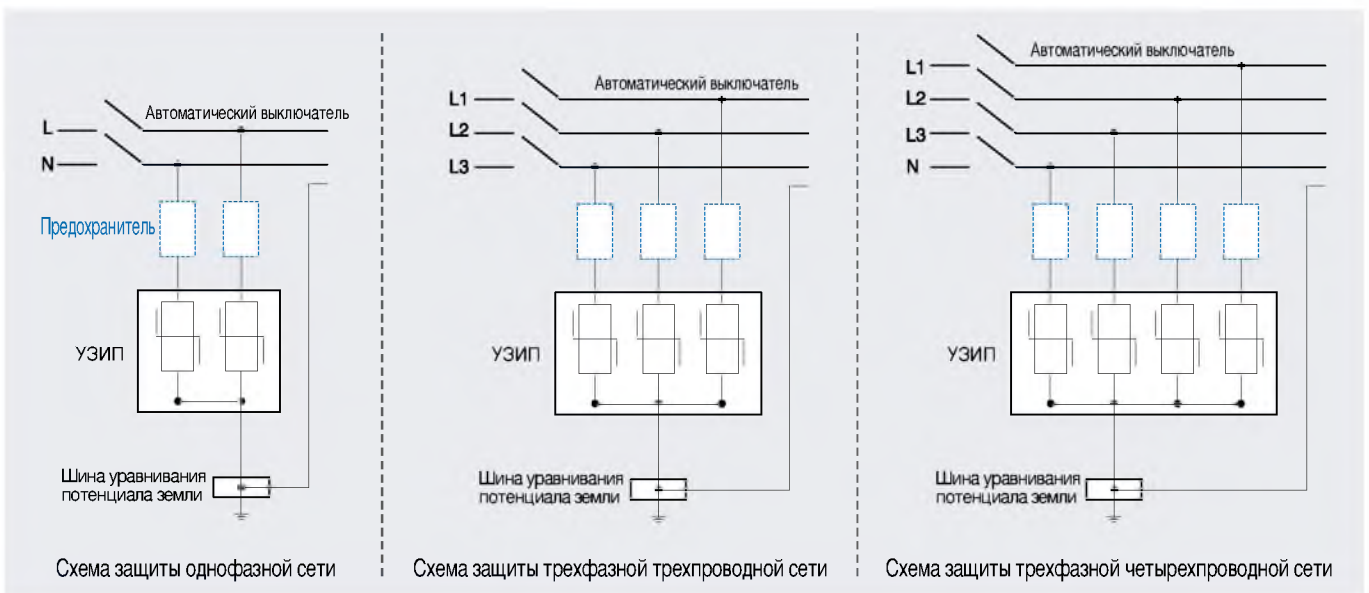 Автоматический выключатель
L
N
Предохранитель
УЗИП
Шина уравнивания
потенциала земли
Схема защиты однофазной сети
Автоматический выключатель
L1
L2
L3
УЗИП
Шина уравнивания
потенциала земли
Схема защиты трехфазной трехпроводной сети
Автоматический выключатель
L1
L2
L3
N
УЗИП
Шина уравнивания
потенциала земли
Схема защиты трехфазной четырехпроводной сети